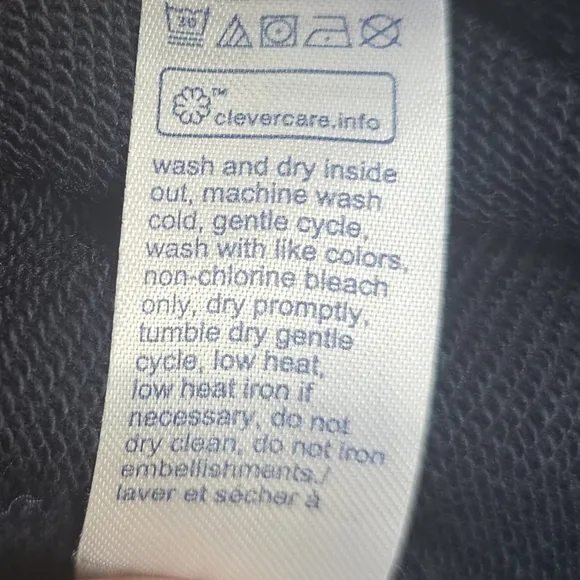 30
TM
clevercare.info
wash and dry inside
out, machine wash
cold, gentle cycle,
wash with like colors,
non-chlorine bleach
only, dry promptly,
tumble dry gentle
cycle, low heat,
low heat iron if
necessary, do not
dry clean, do not iron
embellishments./
laver et sécher à